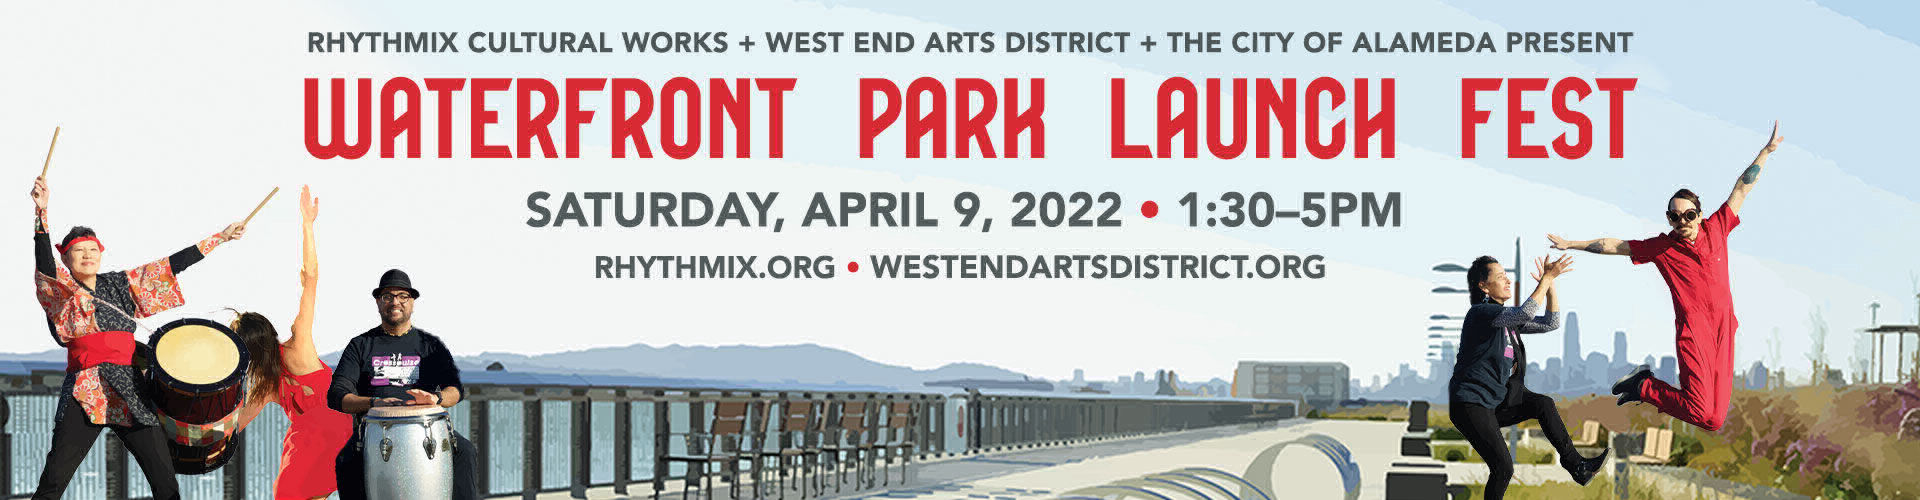 RHYTHMIX CULTURAL WORKS + WEST END ARTS DISTRICT + THE CITY OF ALAMEDA PRESENT
WATERFRONT PARK LAUNCH FEST
SATURDAY, APRIL 9, 2022 • 1:30–5PM
RHYTHMIX.ORG • WESTENDARTSDISTRICT.ORG